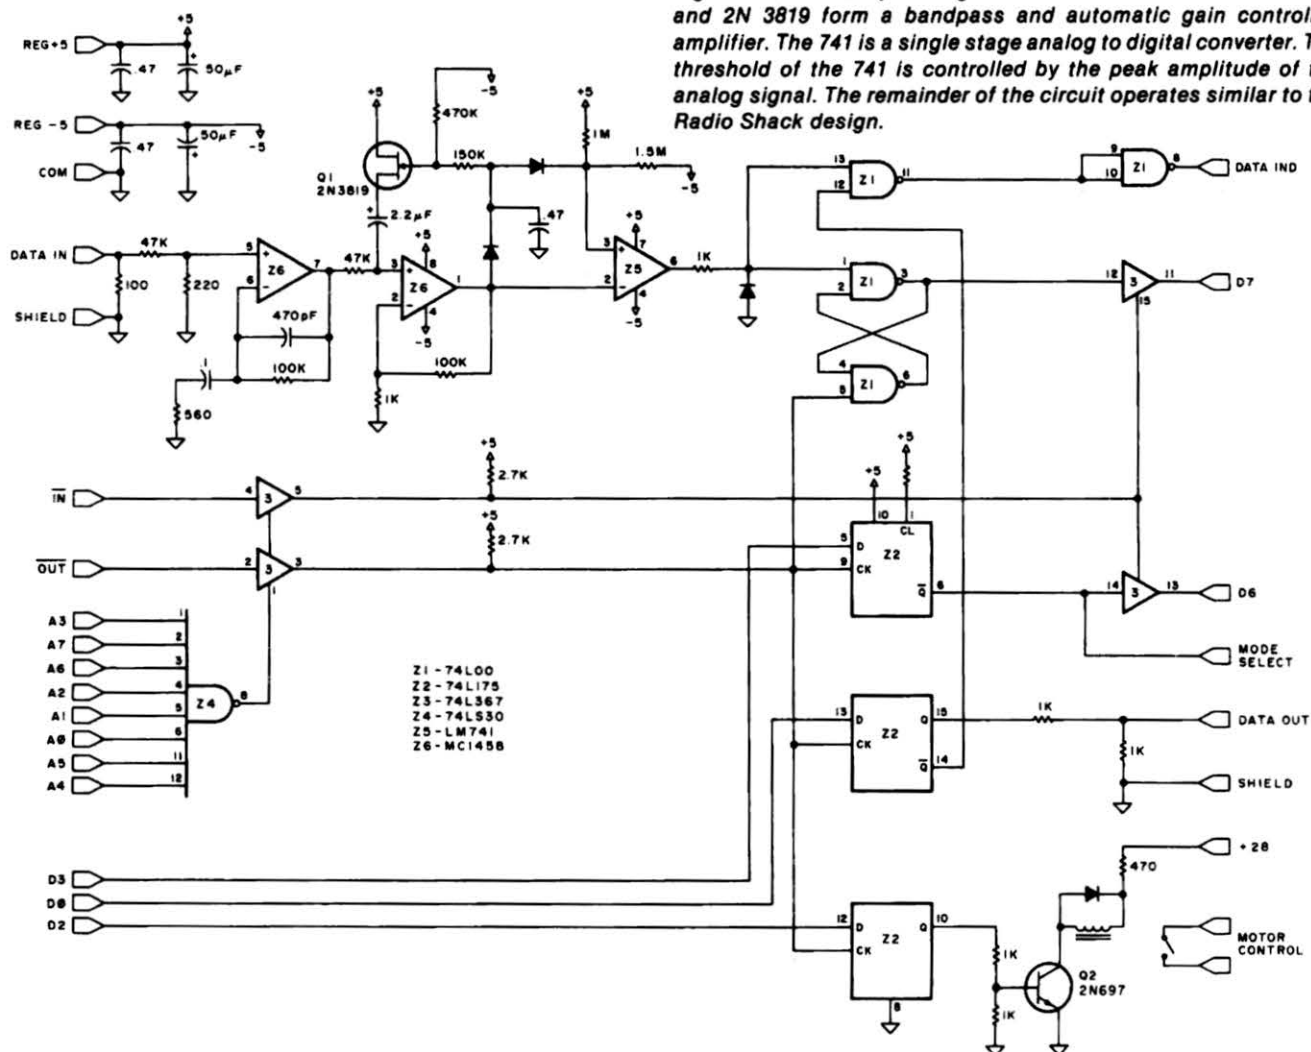 and 2N 3819 form a bandpass and automatic gain control
amplifier. The 741 is a single stage analog to digital converter. T
threshold of the 741 is controlled by the peak amplitude of t
analog signal. The remainder of the circuit operates similar to t
Radio Shack design.
REG+5
+5
.47
50µF
+
REG -5
-5
.47
50µF
+
COM
+5
-5
470K
+5
1M
1.5M
-5
150K
Q1
2N3819
+
2.2µF
.47
DATA IN
47K
100
220
SHIELD
5
+
6
-
Z6
7
470pF
100K
.1
560
47K
3
+
2
-
Z6
1
+5
8
4
-5
100K
1K
3
+
2
-
Z5
6
+5
7
4
-5
1K
13
12
Z1
11
9
10
Z1
8
DATA IND
1
2
Z1
3
12
3
11
15
D7
4
5
Z1
6
IN
4
3
5
+5
2.7K
OUT
2
3
3
1
+5
2.7K
+5
10
+5
1
CL
5
D
9
CK
Z2
Q
6
14
3
13
D6
MODE
SELECT
A3
1
A7
2
A6
3
A2
4
A1
5
A0
6
A5
11
A4
12
Z4
8
Z1-74L00
Z2-74L175
Z3-74L367
Z4-74LS30
Z5-LM741
Z6-MC1458
13
D
CK
Z2
Q
15
Q
14
1K
DATA OUT
1K
SHIELD
D3
D0
D2
12
D
CK
Z2
Q
10
8
1K
1K
Q2
2N697
+28
470
MOTOR
CONTROL